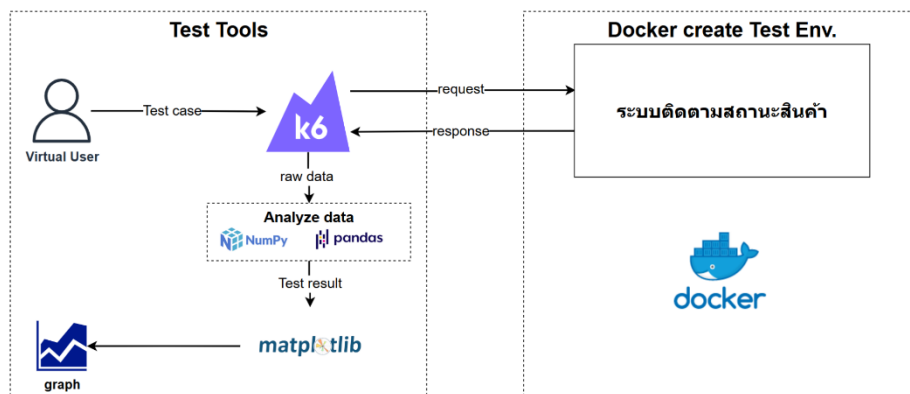 Test Tools
Docker create Test Env.
Virtual User
Test case
k6
request
response
ระบบติดตามสถานะสินค้า
raw data
Analyze data
NumPy
pandas
Test result
matplotlib
graph
docker